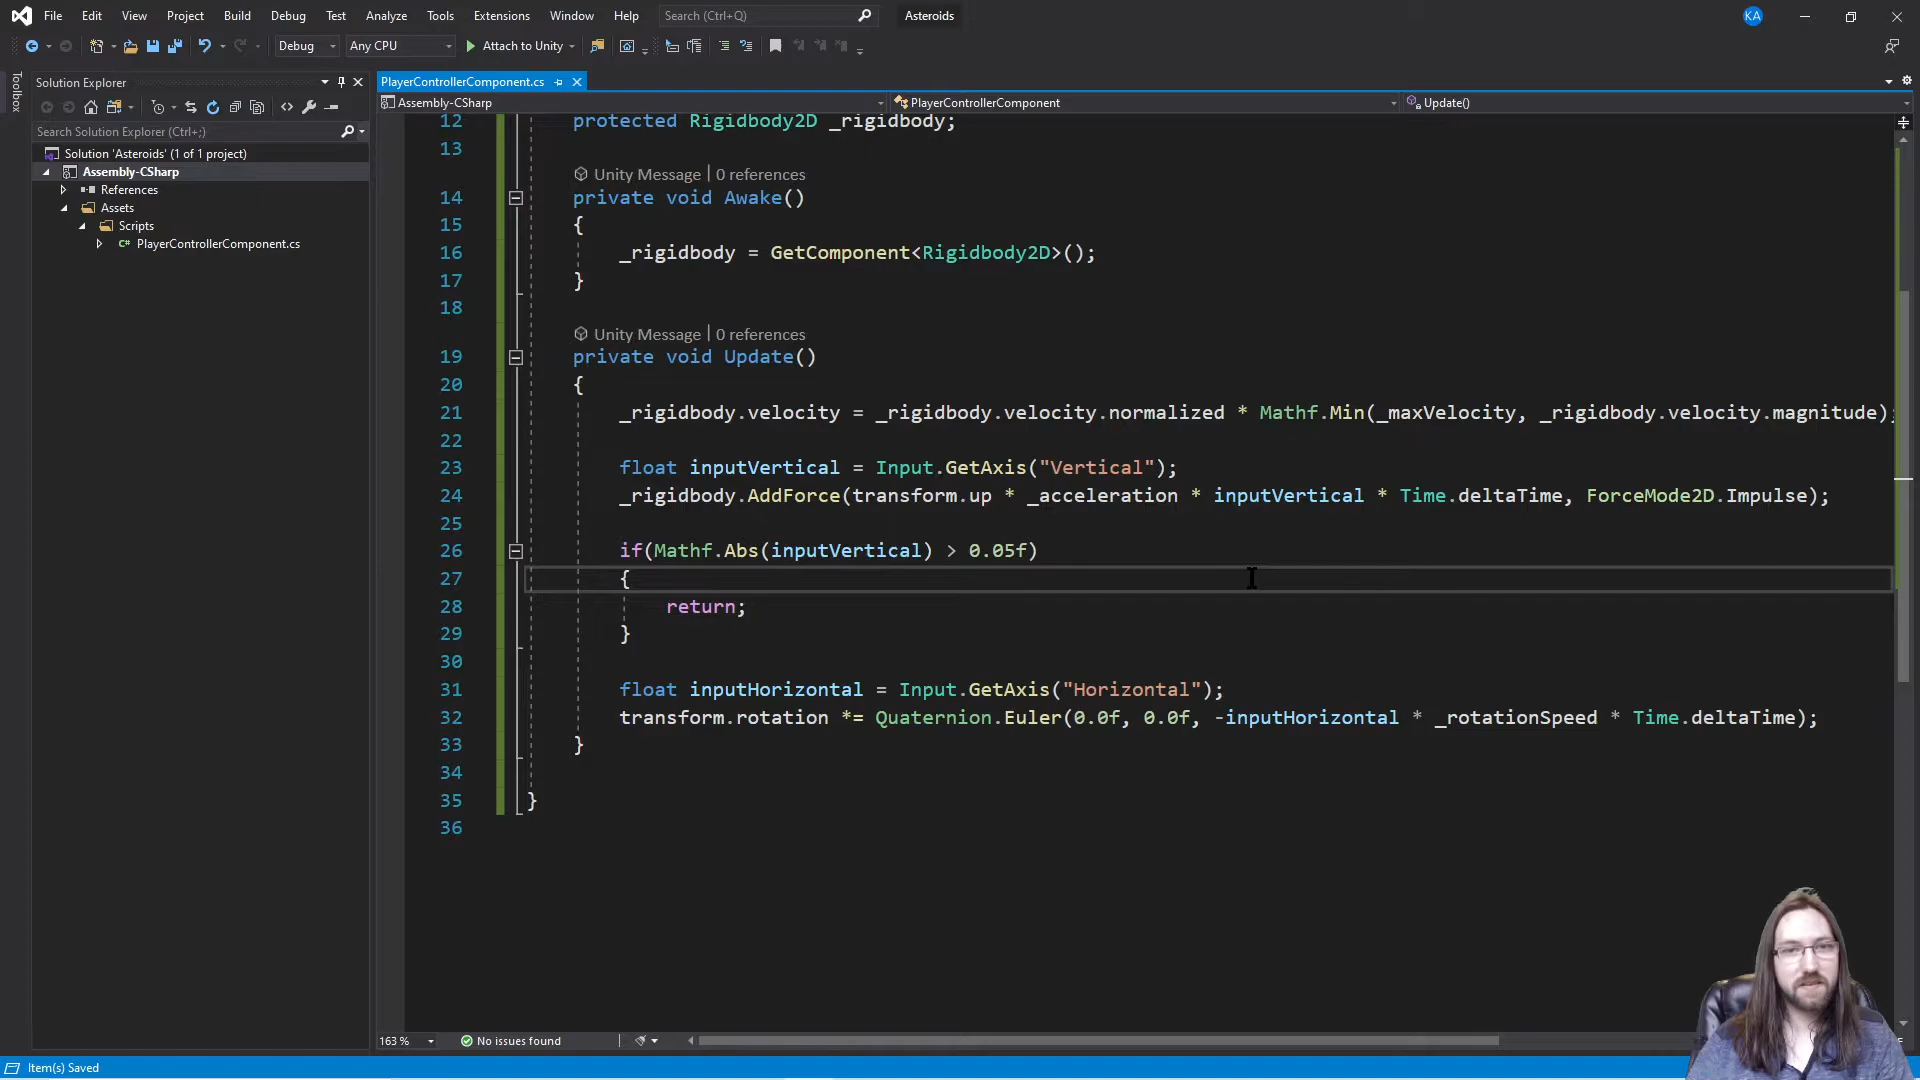 File Edit View Project Build Debug Test Analyze Tools Extensions Window Help Search (Ctrl+Q) Asteroids KA
Debug Any CPU Attach to Unity
Toolbox
Solution Explorer
Search Solution Explorer (Ctrl+;)
Solution 'Asteroids' (1 of 1 project)
Assembly-CSharp
References
Assets
Scripts
C# PlayerControllerComponent.cs
PlayerControllerComponent.cs
Assembly-CSharp PlayerControllerComponent Update()
12 protected Rigidbody2D _rigidbody;
13
Unity Message | 0 references
14 private void Awake()
15 {
16 _rigidbody = GetComponent<Rigidbody2D>();
17 }
18
Unity Message | 0 references
19 private void Update()
20 {
21 _rigidbody.velocity = _rigidbody.velocity.normalized * Mathf.Min(_maxVelocity, _rigidbody.velocity.magnitude);
22
23 float inputVertical = Input.GetAxis("Vertical");
24 _rigidbody.AddForce(transform.up * _acceleration * inputVertical * Time.deltaTime, ForceMode2D.Impulse);
25
26 if(Mathf.Abs(inputVertical) > 0.05f)
27 {
28 return;
29 }
30
31 float inputHorizontal = Input.GetAxis("Horizontal");
32 transform.rotation *= Quaternion.Euler(0.0f, 0.0f, -inputHorizontal * _rotationSpeed * Time.deltaTime);
33 }
34
35 }
36
163 % No issues found
Item(s) Saved